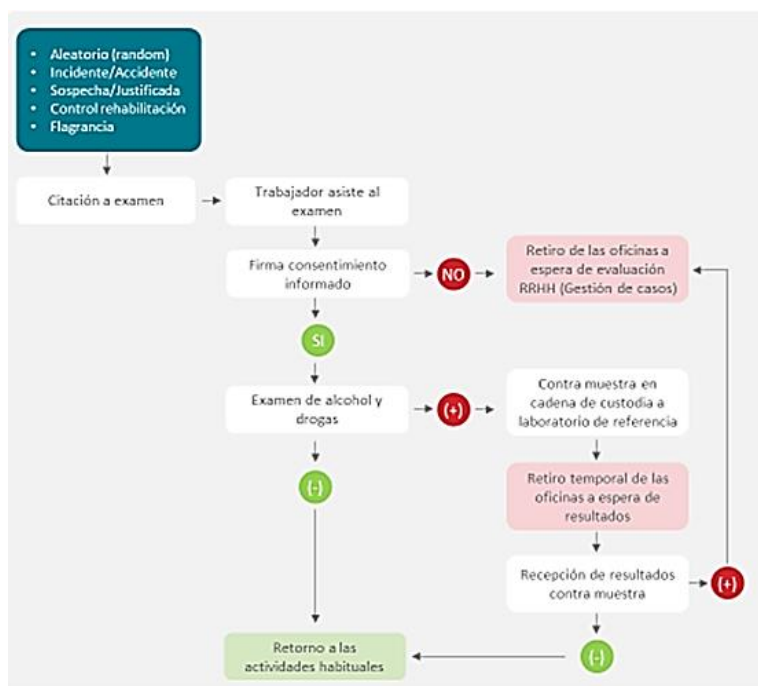 • Aleatorio (random)
• Incidente/Accidente
• Sospecha/Justificada
• Control rehabilitación
• Flagrancia
Citación a examen
Trabajador asiste al
examen
Firma consentimiento
informado
NO
Retiro de las oficinas a
espera de evaluación
RRHH (Gestión de casos)
SI
Examen de alcohol y
drogas
(+)
Contra muestra en
cadena de custodia a
laboratorio de referencia
(-)
Retiro temporal de las
oficinas a espera de
resultados
Recepción de resultados
contra muestra
(+)
(-)
Retorno a las
actividades habituales